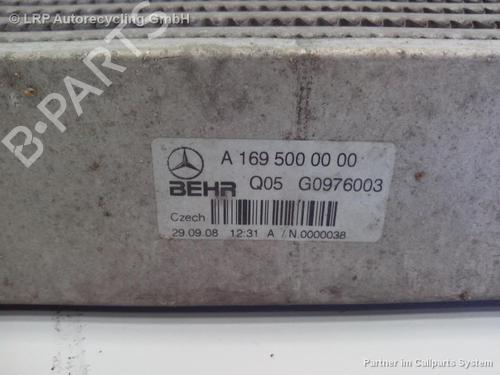 © LRP Autorecycling GmbH
B-PARTS
A 169 500 00 00
BEHR Q05 G0976003
Czech
29.09.08 12:31 A / N.0000038
Partner im Callparts System